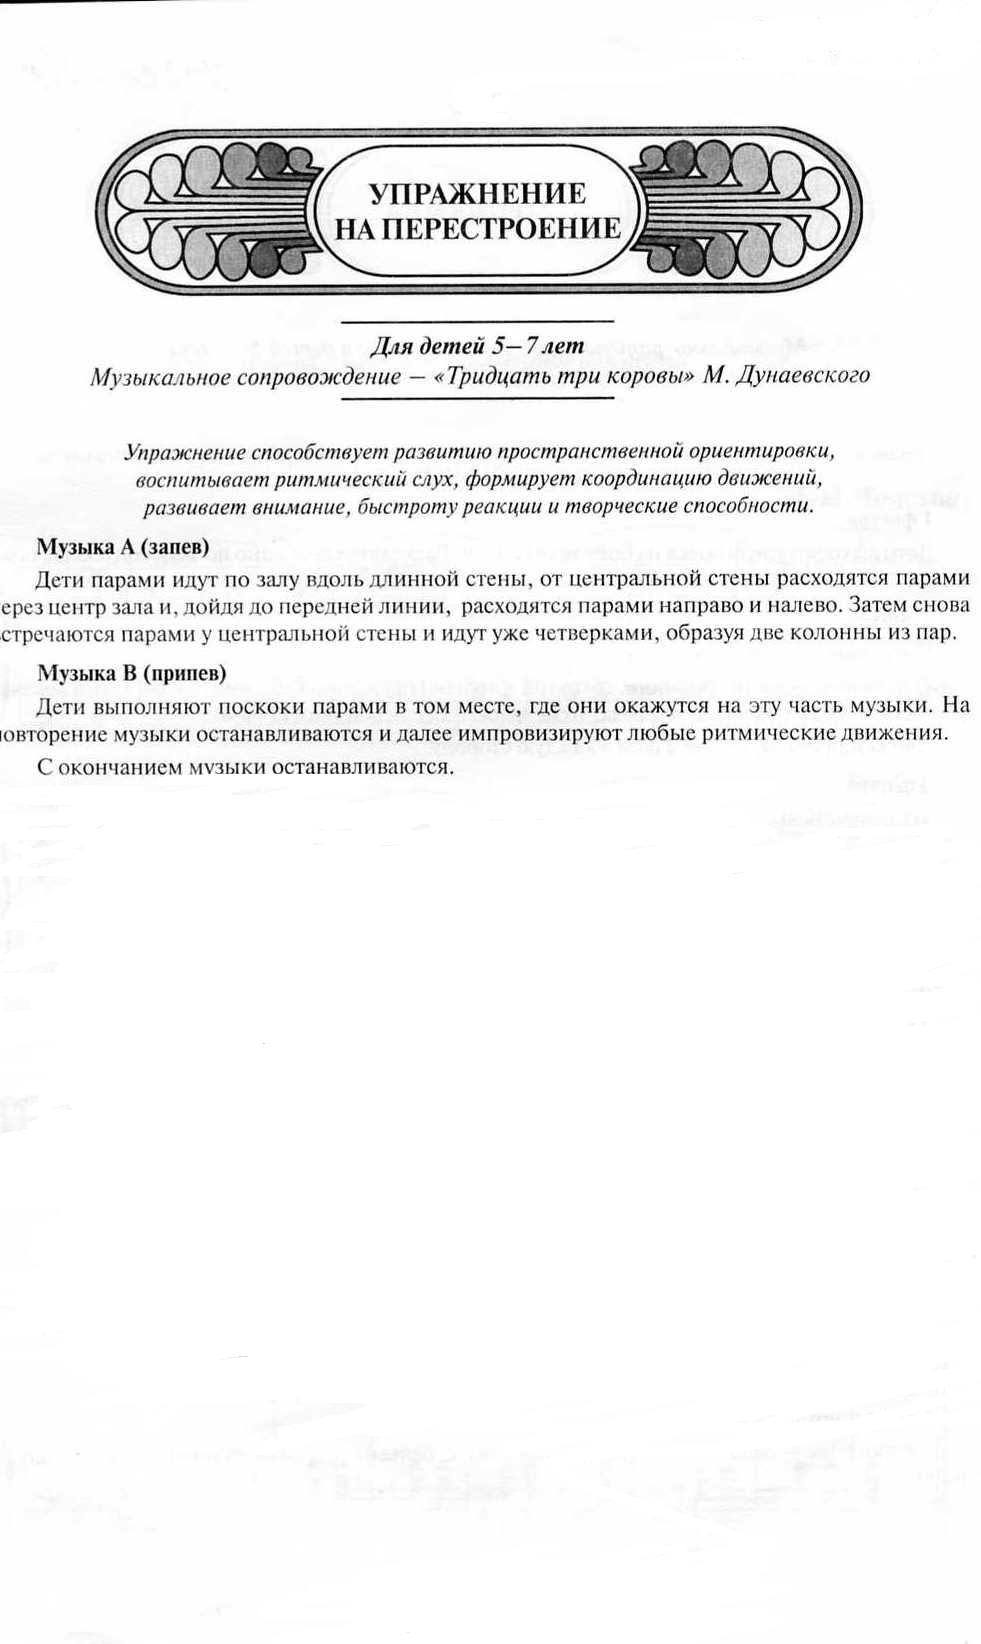 УПРАЖНЕНИЕ
НА ПЕРЕСТРОЕНИЕ
Для детей 5–7 лет
Музыкальное сопровождение – «Тридцать три коровы» М. Дунаевского
Упражнение способствует развитию пространственной ориентировки,
воспитывает ритмический слух, формирует координацию движений,
развивает внимание, быстроту реакции и творческие способности.
Музыка А (запев)
Дети парами идут по залу вдоль длинной стены, от центральной стены расходятся парами
ерез центр зала и, дойдя до передней линии, расходятся парами направо и налево. Затем снова
стречаются парами у центральной стены и идут уже четверками, образуя две колонны из пар.
Музыка В (припев)
Дети выполняют поскоки парами в том месте, где они окажутся на эту часть музыки. На
повторение музыки останавливаются и далее импровизируют любые ритмические движения.
С окончанием музыки останавливаются.